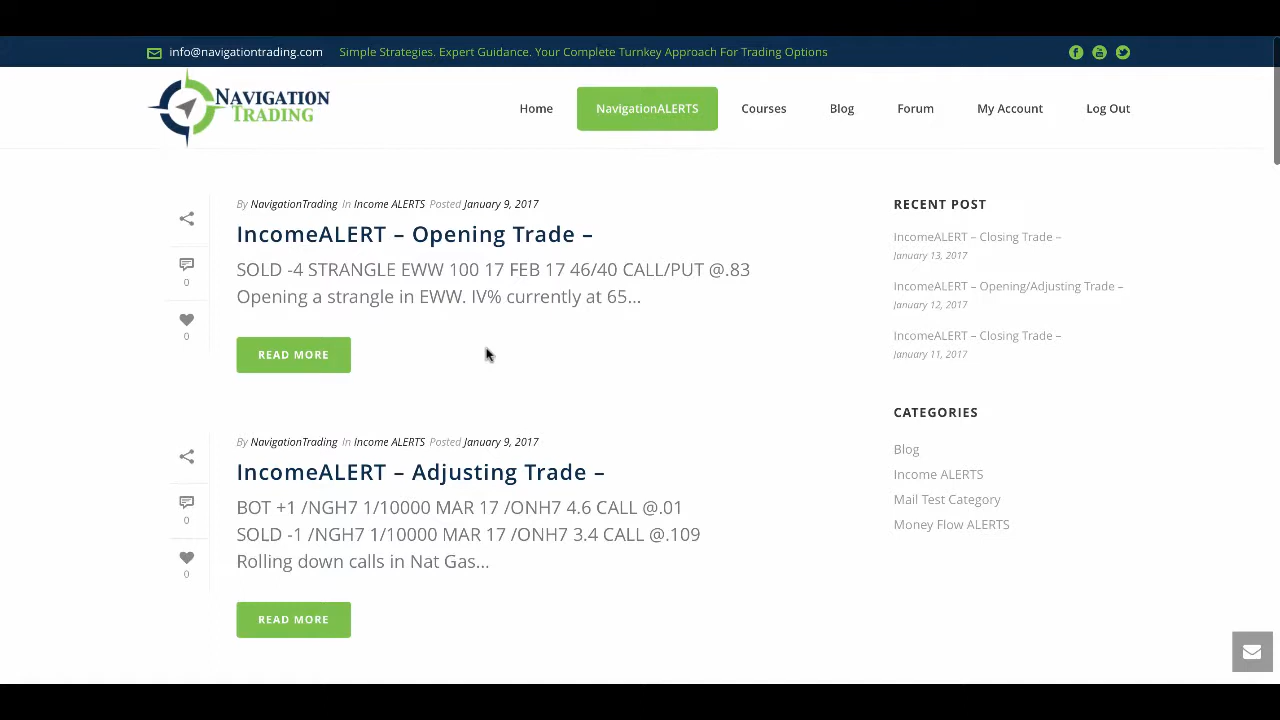 info@navigationtrading.com Simple Strategies. Expert Guidance. Your Complete Turnkey Approach For Trading Options
NAVIGATION
TRADING
Home NavigationALERTS Courses Blog Forum My Account Log Out
By NavigationTrading In Income ALERTS Posted January 9, 2017
IncomeALERT – Opening Trade –
SOLD -4 STRANGLE EWW 100 17 FEB 17 46/40 CALL/PUT @.83
Opening a strangle in EWW. IV% currently at 65...
0
0
READ MORE
By NavigationTrading In Income ALERTS Posted January 9, 2017
IncomeALERT – Adjusting Trade –
BOT +1 /NGH7 1/10000 MAR 17 /ONH7 4.6 CALL @.01
SOLD -1 /NGH7 1/10000 MAR 17 /ONH7 3.4 CALL @.109
Rolling down calls in Nat Gas...
0
0
READ MORE
RECENT POST
IncomeALERT – Closing Trade –
January 13, 2017
IncomeALERT – Opening/Adjusting Trade –
January 12, 2017
IncomeALERT – Closing Trade –
January 11, 2017
CATEGORIES
Blog
Income ALERTS
Mail Test Category
Money Flow ALERTS